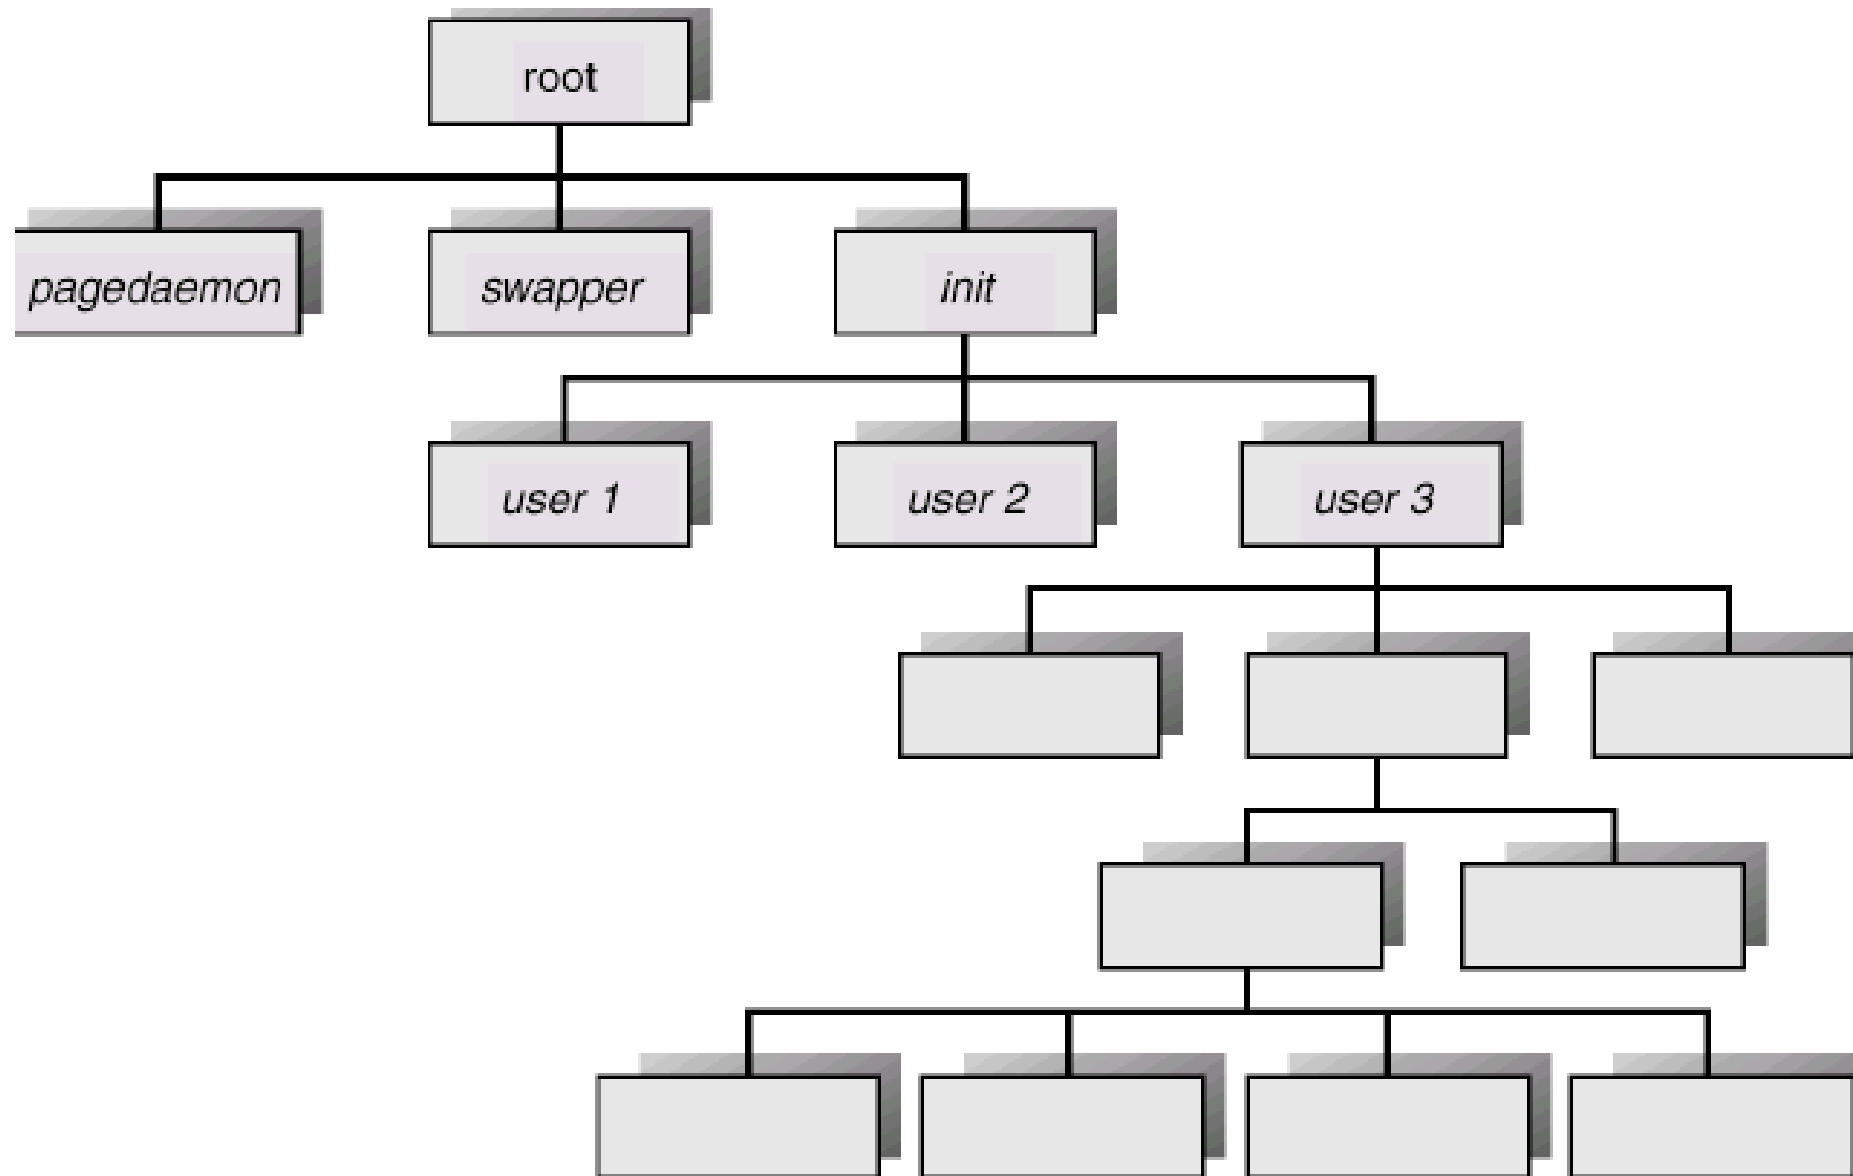 root
pagedaemon
swapper
init
user 1
user 2
user 3